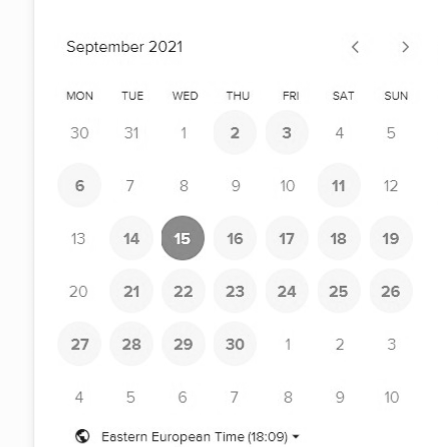 September 2021 < >
MON TUE WED THU FRI SAT SUN
30 31 1 2 3 4 5
6 7 8 9 10 11 12
13 14 15 16 17 18 19
20 21 22 23 24 25 26
27 28 29 30 1 2 3
4 5 6 7 8 9 10
Eastern European Time (18:09)